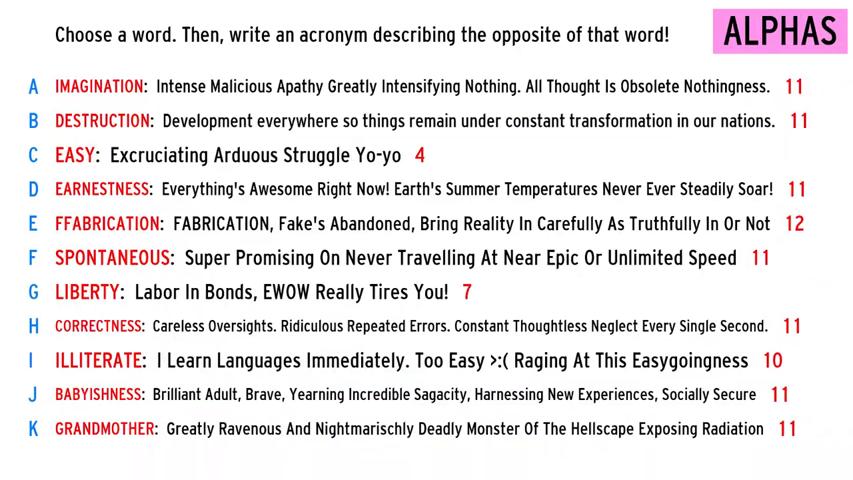 Choose a word. Then, write an acronym describing the opposite of that word!
ALPHAS
A IMAGINATION: Intense Malicious Apathy Greatly Intensifying Nothing. All Thought Is Obsolete Nothingness. 11
B DESTRUCTION: Development everywhere so things remain under constant transformation in our nations. 11
C EASY: Excruciating Arduous Struggle Yo-yo 4
D EARNESTNESS: Everything's Awesome Right Now! Earth's Summer Temperatures Never Ever Steadily Soar! 11
E FFABRICATION: FABRICATION, Fake's Abandoned, Bring Reality In Carefully As Truthfully In Or Not 12
F SPONTANEOUS: Super Promising On Never Travelling At Near Epic Or Unlimited Speed 11
G LIBERTY: Labor In Bonds, EWOW Really Tires You! 7
H CORRECTNESS: Careless Oversights. Ridiculous Repeated Errors. Constant Thoughtless Neglect Every Single Second. 11
I ILLITERATE: I Learn Languages Immediately. Too Easy >:( Raging At This Easygoingness 10
J BABYISHNESS: Brilliant Adult, Brave, Yearning Incredible Sagacity, Harnessing New Experiences, Socially Secure 11
K GRANDMOTHER: Greatly Ravenous And Nightmarischly Deadly Monster Of The Hellscape Exposing Radiation 11